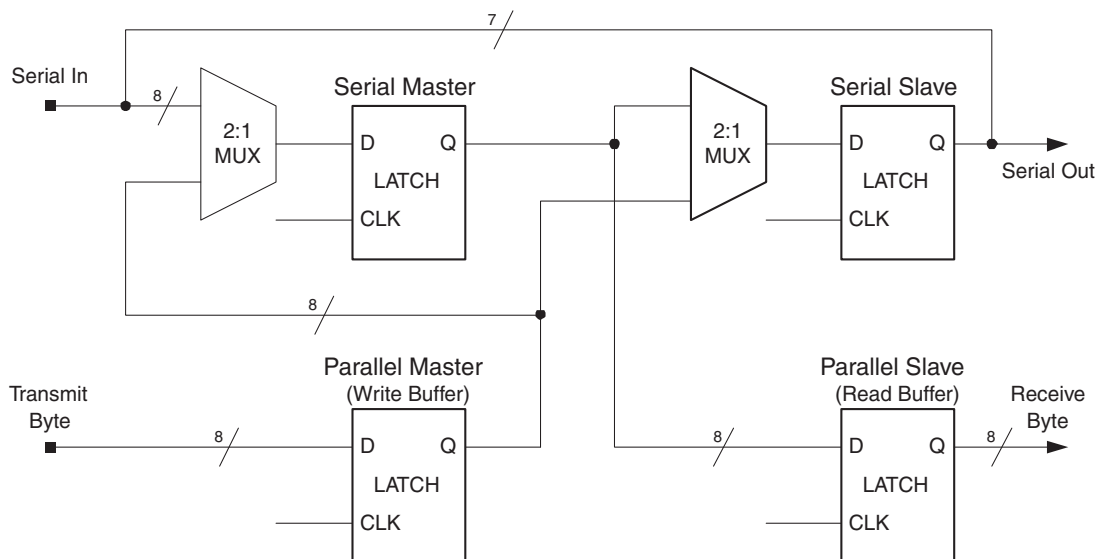 7
Serial In
8
2:1
MUX
Serial Master
D Q
LATCH
CLK
2:1
MUX
Serial Slave
D Q
LATCH
CLK
Serial Out
8
Transmit
Byte
8
Parallel Master
(Write Buffer)
D Q
LATCH
CLK
8
Parallel Slave
(Read Buffer)
D Q
LATCH
CLK
8
Receive
Byte